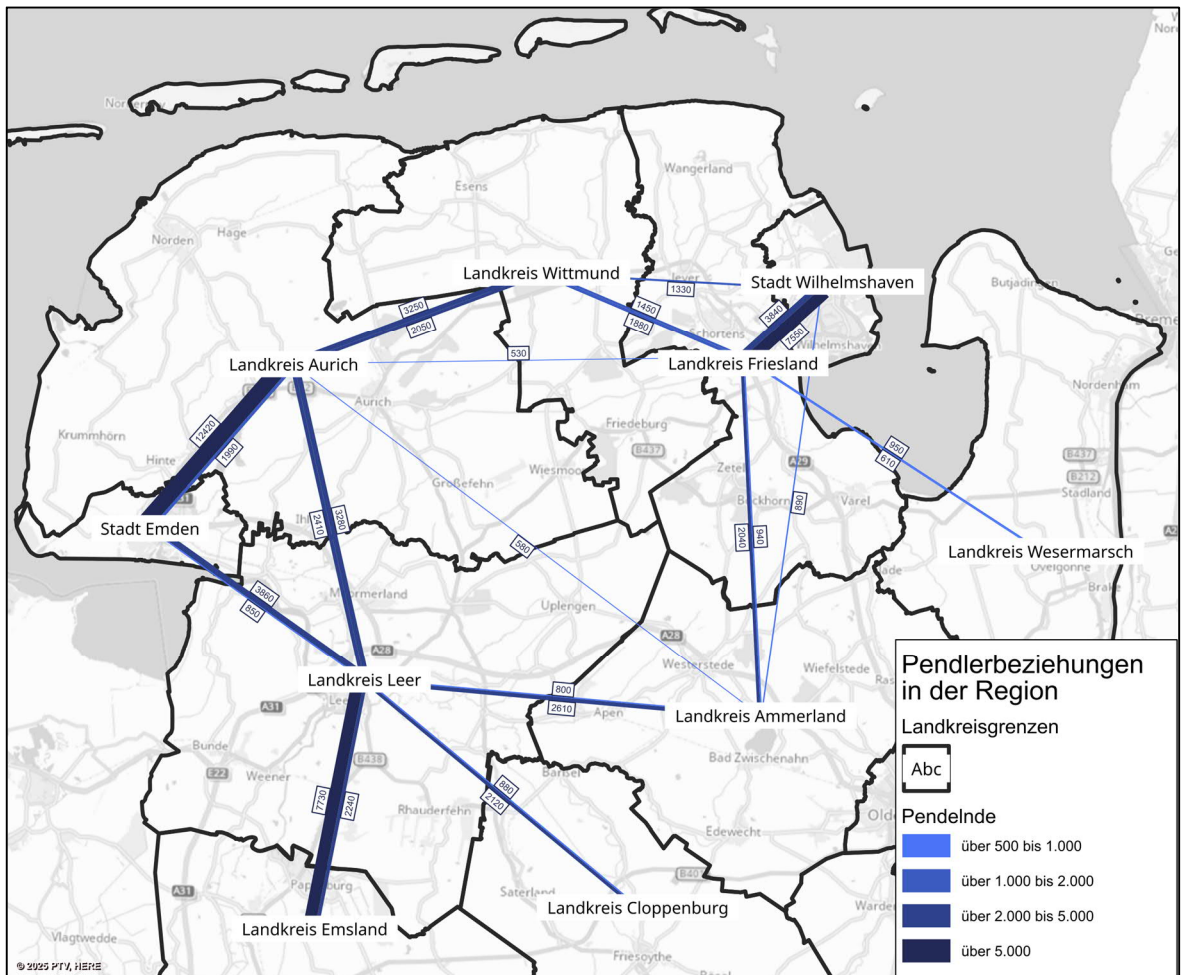 Norderney
Wangerland
Esens
Norden
Hage
Landkreis Wittmund
Jever
1330
Stadt Wilhelmshaven
Butjadingen
3250
2050
1450
1880
3840
7550
Schortens
Wilhelmshaven
Landkreis Aurich
530
Landkreis Friesland
Nordenham
Aurich
Friedeburg
B437
Krummhörn
12420
1990
Hinte
Wiesmoor
Zetel
A29
950
610
B437
B212
Stadland
Großefehn
Bockhorn
Varel
890
Stadt Emden
Ihl
2410
3280
580
2040
940
Landkreis Wesermarsch
Ovelgönne
Brake
3860
850
Moormerland
Uplengen
A28
A28
Westerstede
Wiefelstede
Landkreis Leer
Leer
800
2610
Apen
Landkreis Ammerland
A31
Bunde
E22
Weener
B438
Bad Zwischenahn
Barßel
880
2120
7730
2240
Rhauderfehn
Edewecht
A31
Papenburg
Saterland
B401
Landkreis Cloppenburg
Landkreis Emsland
Vlagtwedde
Friesoythe
Pendlerbeziehungen
in der Region
Landkreisgrenzen
Abc
Pendelnde
über 500 bis 1.000
über 1.000 bis 2.000
über 2.000 bis 5.000
über 5.000
© 2025 PTV, HERE